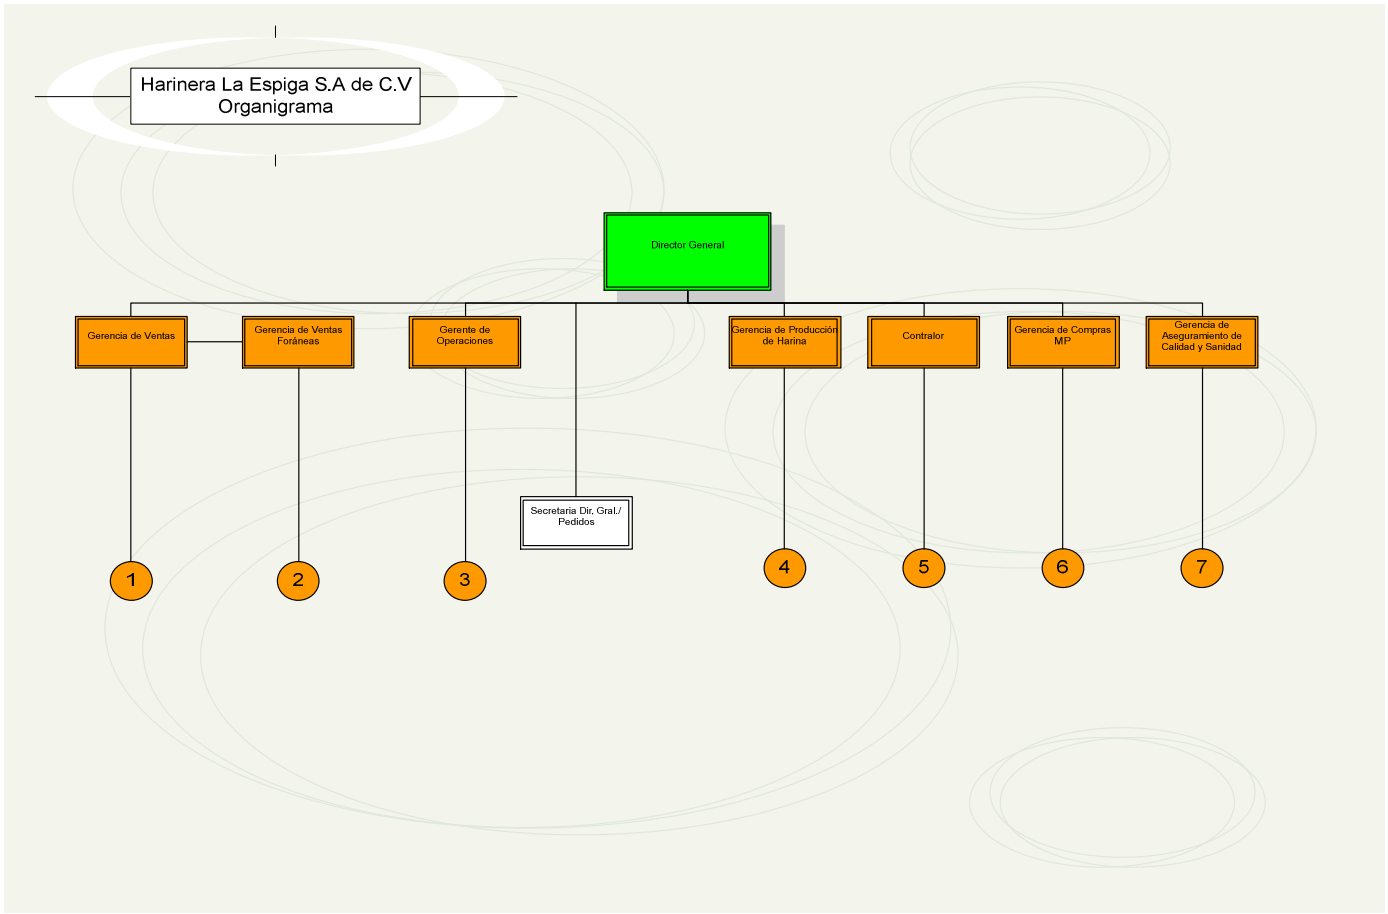 Harinera La Espiga S.A de C.V
Organigrama
Director General
Gerencia de Ventas
Gerencia de Ventas
Foráneas
Gerente de
Operaciones
Gerencia de Producción
de Harina
Contralor
Gerencia de Compras
MP
Gerencia de
Aseguramiento de
Calidad y Sanidad
Secretaria Dir, Gral./
Pedidos
1
2
3
4
5
6
7